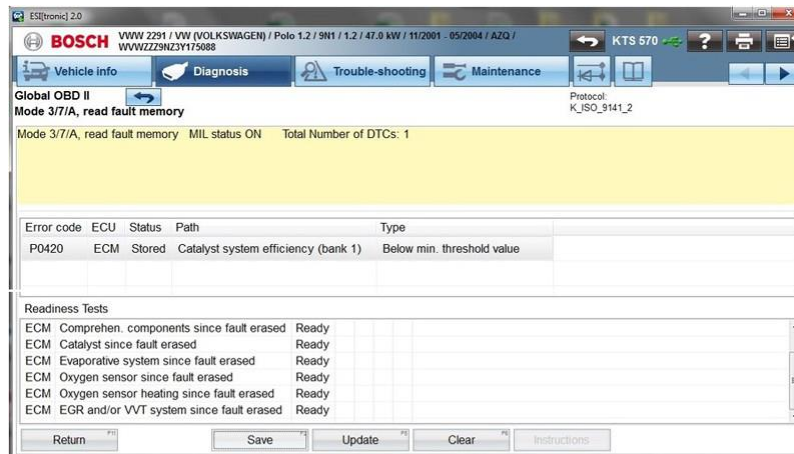 ESI[tronic] 2.0
BOSCH
VWW 2291 / VW (VOLKSWAGEN) / Polo 1.2 / 9N1 / 1.2 / 47.0 kW / 11/2001 - 05/2004 / AZQ /
WVWZZZ9NZ3Y175088
KTS 570
?
Vehicle info
Diagnosis
Trouble-shooting
Maintenance
Global OBD II
Mode 3/7/A, read fault memory
Protocol:
K_ISO_9141_2
Mode 3/7/A, read fault memory MIL status ON Total Number of DTCs: 1
Error code ECU Status Path Type
P0420 ECM Stored Catalyst system efficiency (bank 1) Below min. threshold value
Readiness Tests
ECM Comprehen. components since fault erased Ready
ECM Catalyst since fault erased Ready
ECM Evaporative system since fault erased Ready
ECM Oxygen sensor since fault erased Ready
ECM Oxygen sensor heating since fault erased Ready
ECM EGR and/or VVT system since fault erased Ready
Return Save Update Clear Instructions